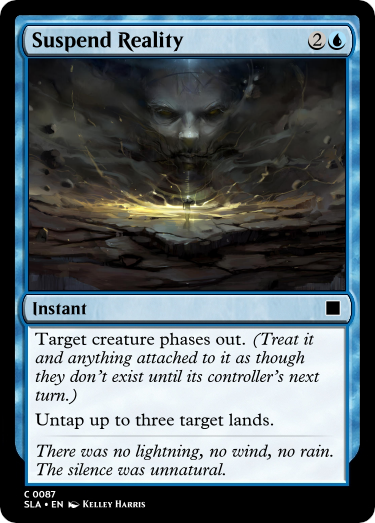 Suspend Reality 2
Instant
Target creature phases out. (Treat it
and anything attached to it as though
they don't exist until its controller's next
turn.)
Untap up to three target lands.
There was no lightning, no wind, no rain.
The silence was unnatural.
C 0087
SLA • EN Kelley Harris